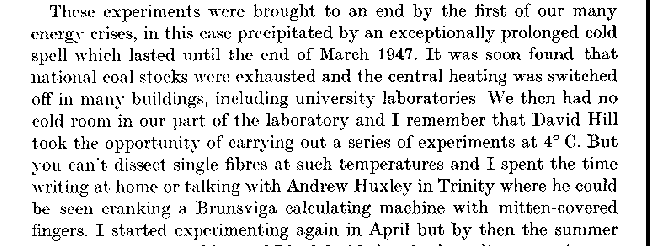 These experiments were brought to an end by the first of our many
energy crises, in this case precipitated by an exceptionally prolonged cold
spell which lasted until the end of March 1947. It was soon found that
national coal stocks were exhausted and the central heating was switched
off in many buildings, including university laboratories We then had no
cold room in our part of the laboratory and I remember that David Hill
took the opportunity of carrying out a series of experiments at 4° C. But
you can't dissect single fibres at such temperatures and I spent the time
writing at home or talking with Andrew Huxley in Trinity where he could
be seen cranking a Brunsviga calculating machine with mitten-covered
fingers. I started experimenting again in April but by then the summer